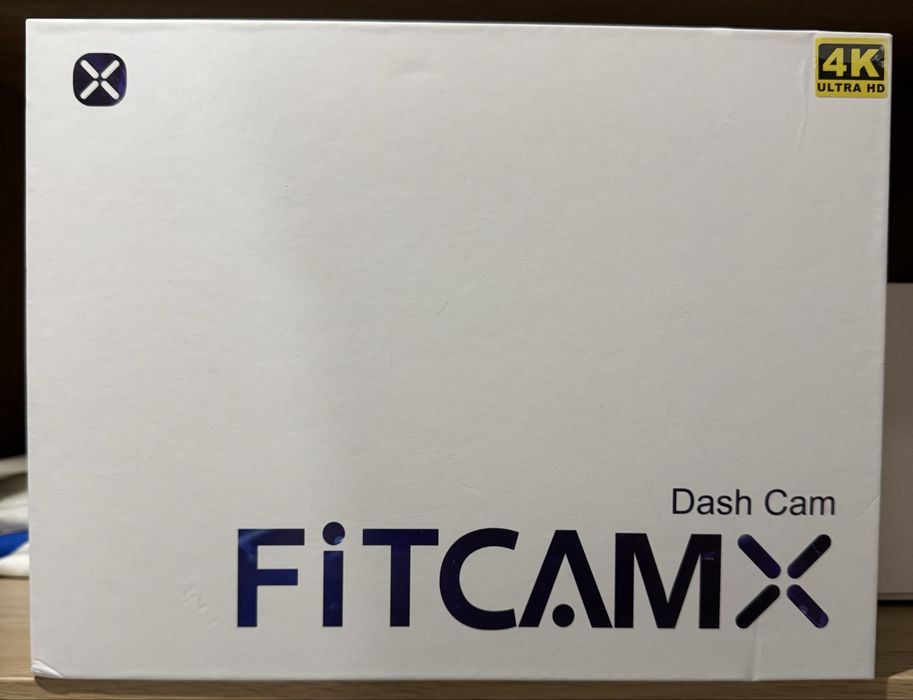 4K
ULTRA HD
Dash Cam
FiTCAMX